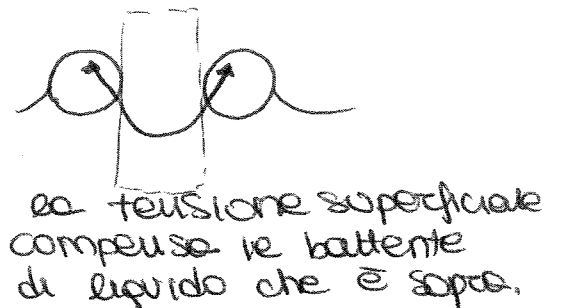 la tensione superficiale
compensa il battente
di liquido che è sopra.